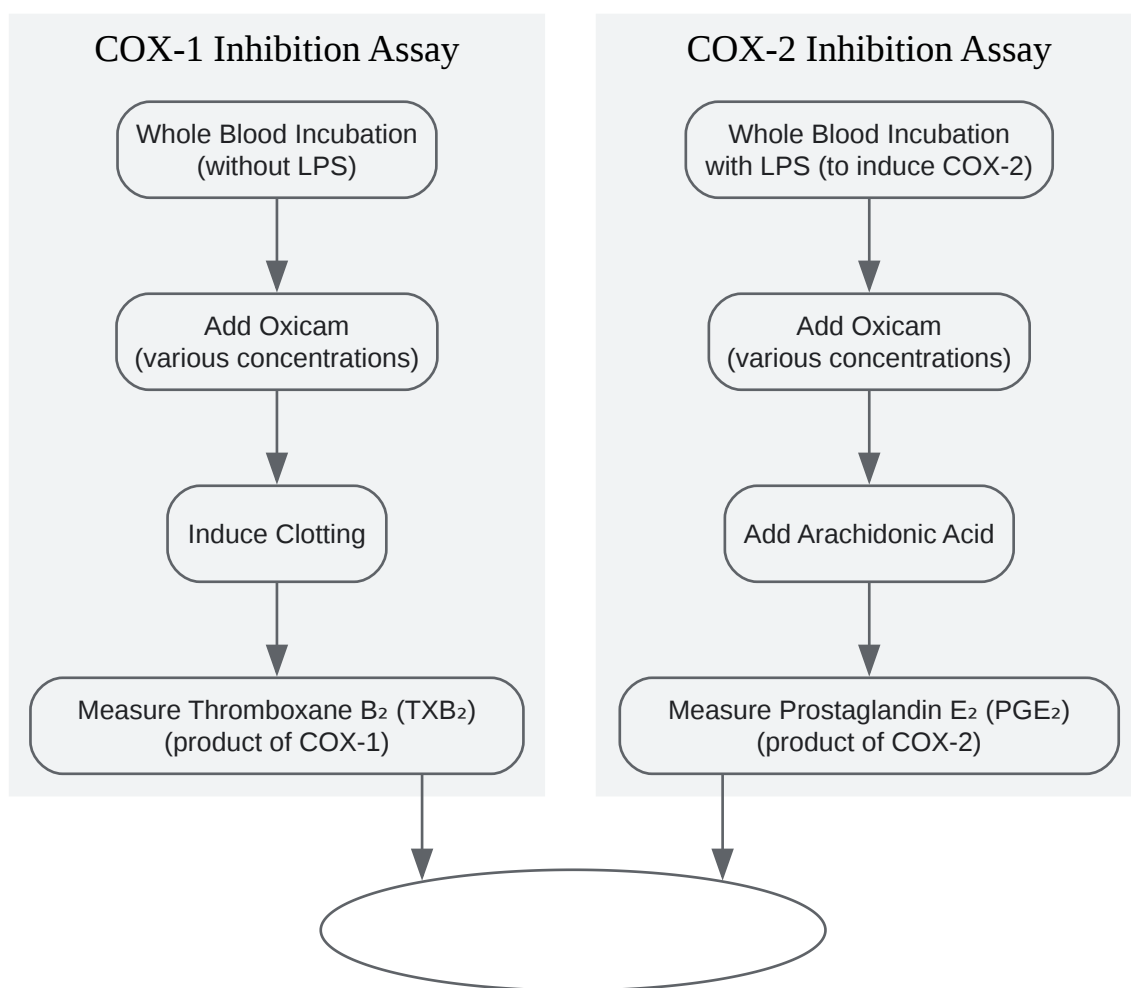 COX-1 Inhibition Assay
Whole Blood Incubation
(without LPS)
Add Oxicam
(various concentrations)
Induce Clotting
Measure Thromboxane B₂ (TXB₂)
(product of COX-1)
COX-2 Inhibition Assay
Whole Blood Incubation
with LPS (to induce COX-2)
Add Oxicam
(various concentrations)
Add Arachidonic Acid
Measure Prostaglandin E₂ (PGE₂)
(product of COX-2)